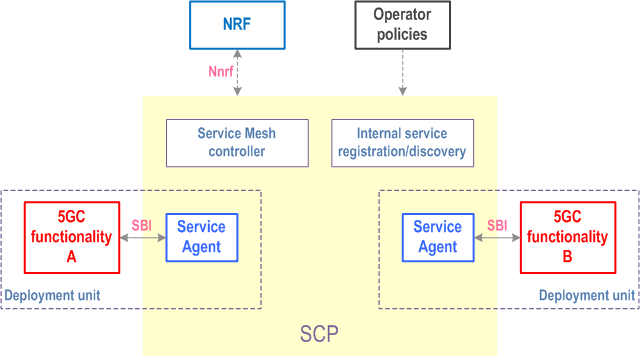 NRF
Operator
policies
Nnrf
Service Mesh
controller
Internal service
registration/discovery
5GC
functionality
A
SBI
Service
Agent
Service
Agent
SBI
5GC
functionality
B
Deployment unit
Deployment unit
SCP